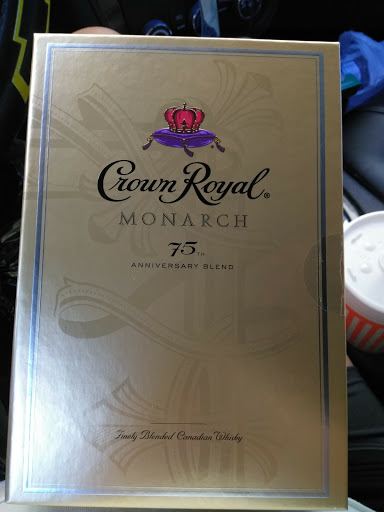 Crown Royal®
MONARCH
75TH
ANNIVERSARY BLEND
Finely Blended Canadian Whisky